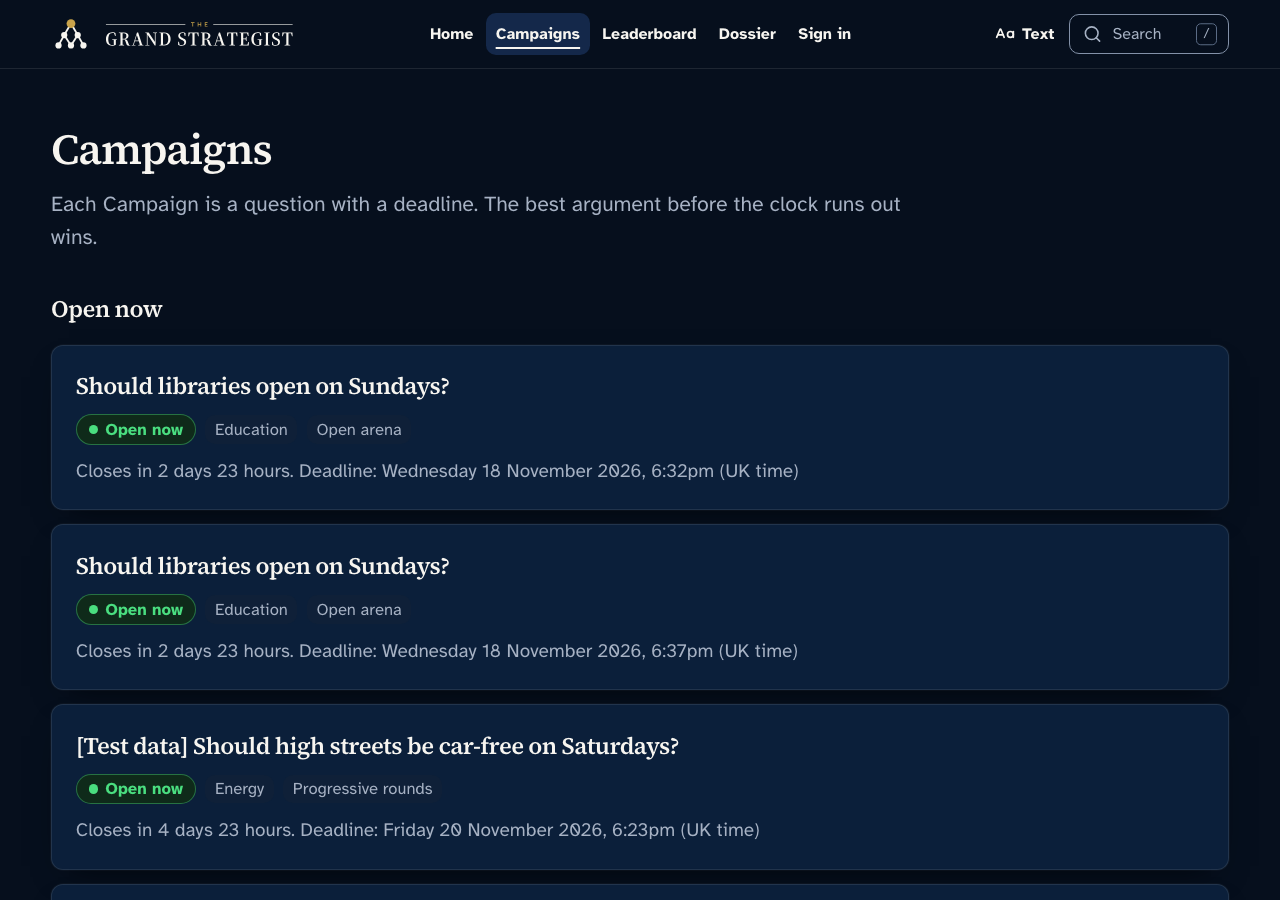 THE
GRAND STRATEGIST
Home Campaigns Leaderboard Dossier Sign in
Aa Text
Search /
Campaigns
Each Campaign is a question with a deadline. The best argument before the clock runs out
wins.
Open now
Should libraries open on Sundays?
Open now Education Open arena
Closes in 2 days 23 hours. Deadline: Wednesday 18 November 2026, 6:32pm (UK time)
Should libraries open on Sundays?
Open now Education Open arena
Closes in 2 days 23 hours. Deadline: Wednesday 18 November 2026, 6:37pm (UK time)
[Test data] Should high streets be car-free on Saturdays?
Open now Energy Progressive rounds
Closes in 4 days 23 hours. Deadline: Friday 20 November 2026, 6:23pm (UK time)